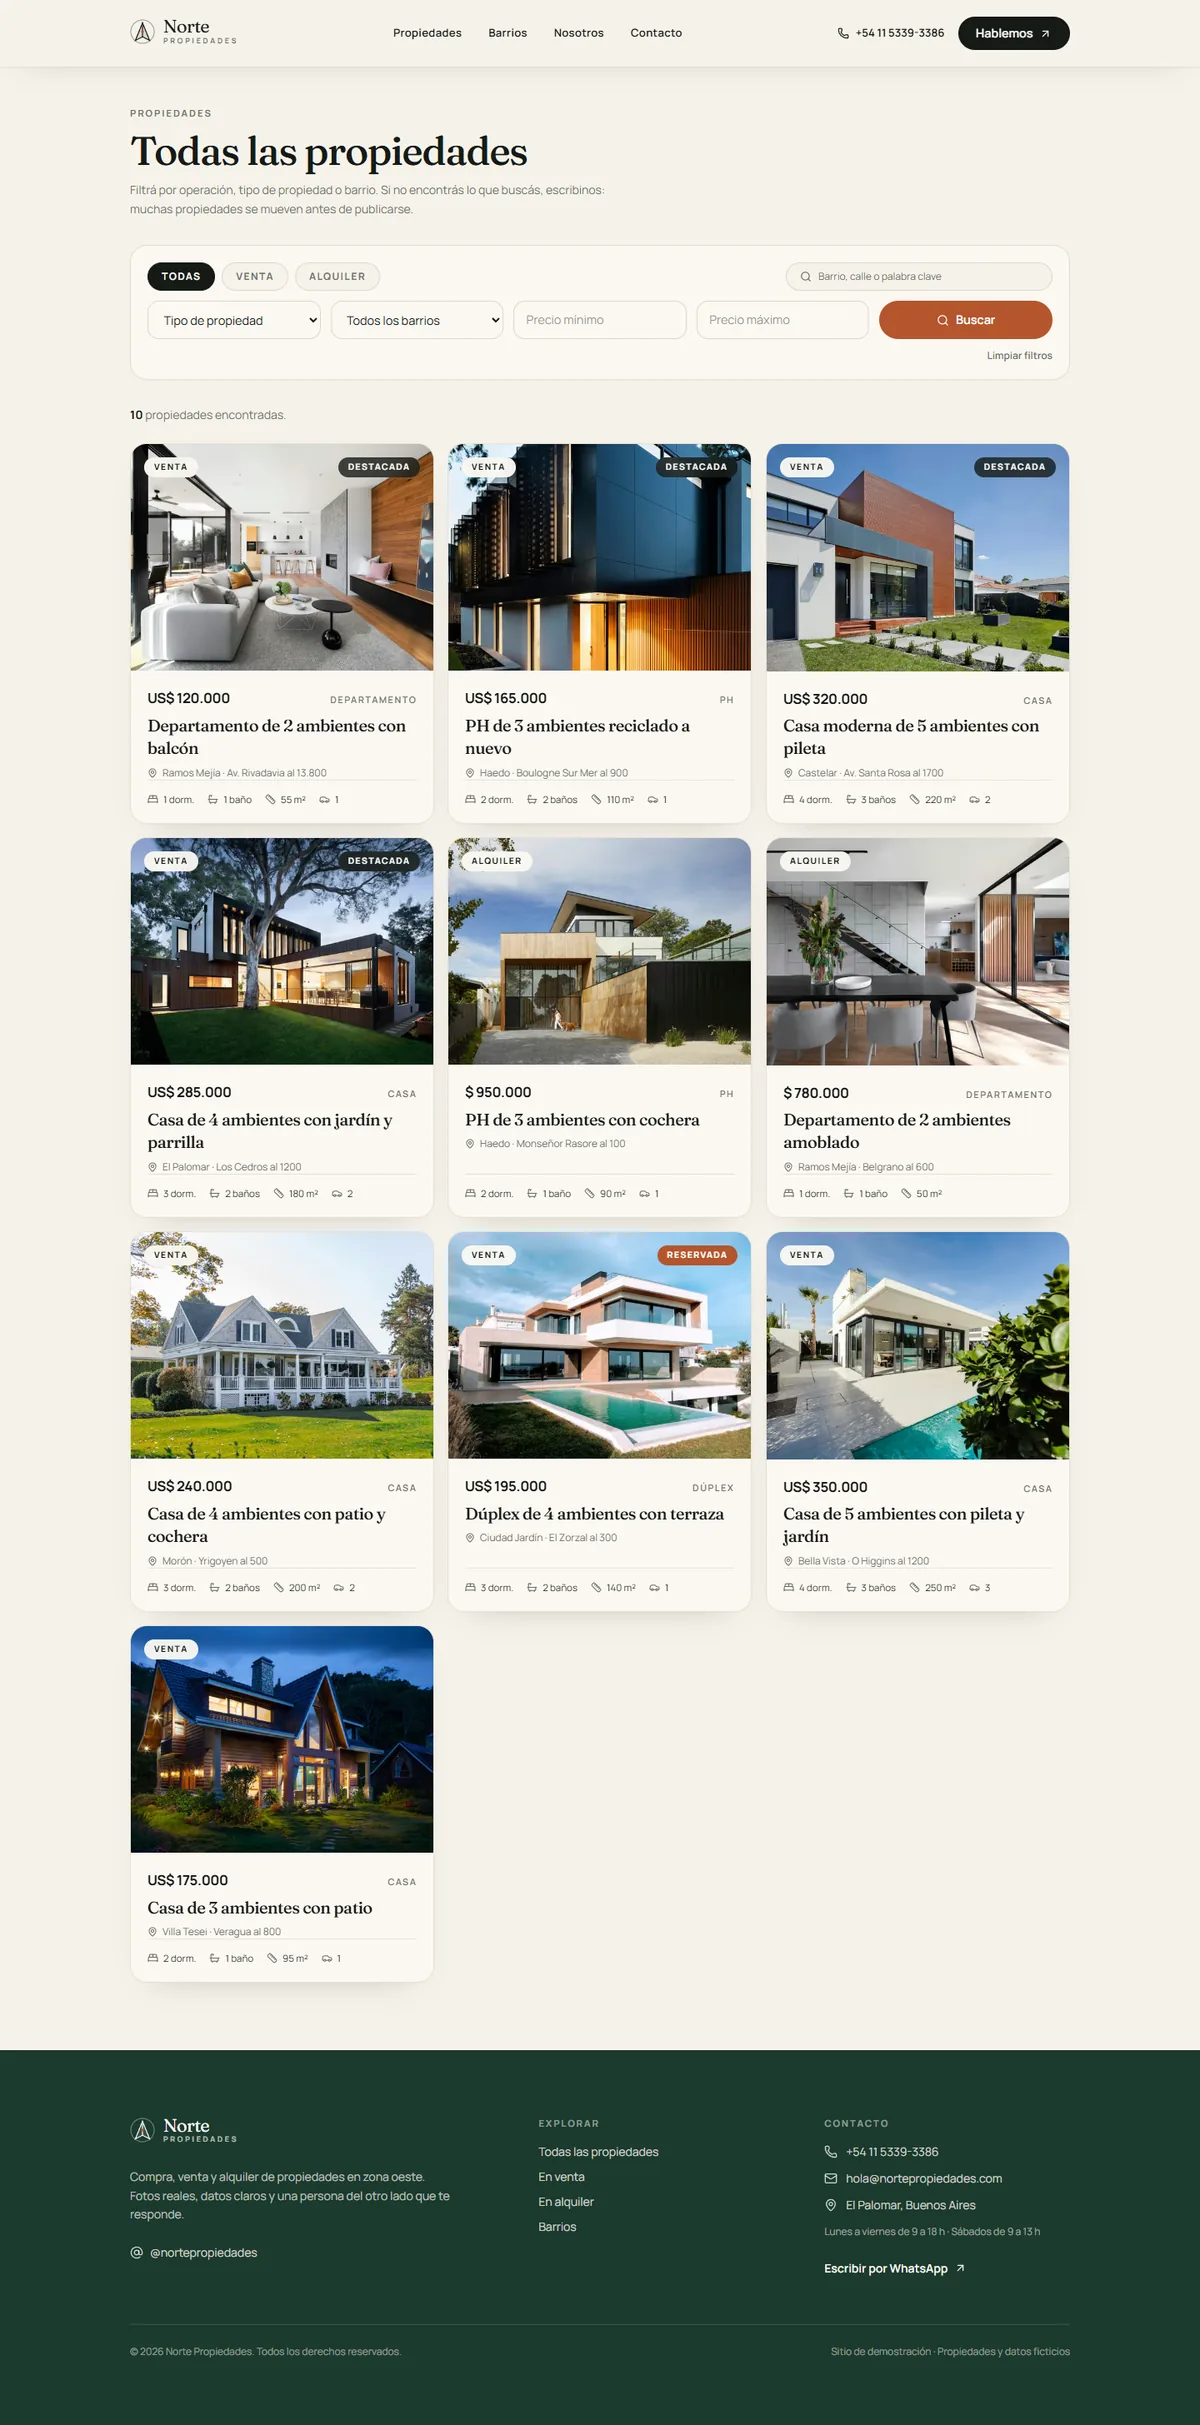 Norte
PROPIEDADES
Propiedades
Barrios
Nosotros
Contacto
+54 11 5339-3386
Hablemos
PROPIEDADES
Todas las propiedades
Filtrá por operación, tipo de propiedad o barrio. Si no encontrás lo que buscás, escribinos:
muchas propiedades se mueven antes de publicarse.
TODAS
VENTA
ALQUILER
Barrio, calle o palabra clave
Tipo de propiedad
Todos los barrios
Precio mínimo
Precio máximo
Buscar
Limpiar filtros
10 propiedades encontradas.
VENTA
DESTACADA
US$ 120.000
DEPARTAMENTO
Departamento de 2 ambientes con
balcón
Ramos Mejía · Av. Rivadavia al 13.800
1 dorm.
1 baño
55 m²
1
VENTA
DESTACADA
US$ 165.000
PH
PH de 3 ambientes reciclado a
nuevo
Haedo · Boulogne Sur Mer al 900
2 dorm.
2 baños
110 m²
1
VENTA
DESTACADA
US$ 320.000
CASA
Casa moderna de 5 ambientes con
pileta
Castelar · Av. Santa Rosa al 1700
4 dorm.
3 baños
220 m²
2
VENTA
DESTACADA
US$ 285.000
CASA
Casa de 4 ambientes con jardín y
parrilla
El Palomar · Los Cedros al 1200
3 dorm.
2 baños
180 m²
2
ALQUILER
$ 950.000
PH
PH de 3 ambientes con cochera
Haedo · Monseñor Rasore al 100
2 dorm.
1 baño
90 m²
1
ALQUILER
$ 780.000
DEPARTAMENTO
Departamento de 2 ambientes
amoblado
Ramos Mejía · Belgrano al 600
1 dorm.
1 baño
50 m²
VENTA
US$ 240.000
CASA
Casa de 4 ambientes con patio y
cochera
Morón · Yrigoyen al 500
3 dorm.
2 baños
200 m²
2
VENTA
RESERVADA
US$ 195.000
DÚPLEX
Dúplex de 4 ambientes con terraza
Ciudad Jardín · El Zorzal al 300
3 dorm.
2 baños
140 m²
1
VENTA
US$ 350.000
CASA
Casa de 5 ambientes con pileta y
jardín
Bella Vista · O Higgins al 1200
4 dorm.
3 baños
250 m²
3
VENTA
US$ 175.000
CASA
Casa de 3 ambientes con patio
Villa Tesei · Veragua al 800
2 dorm.
1 baño
95 m²
1
Norte
PROPIEDADES
Compra, venta y alquiler de propiedades en zona oeste.
Fotos reales, datos claros y una persona del otro lado que te
responde.
@nortepropiedades
EXPLORAR
Todas las propiedades
En venta
En alquiler
Barrios
CONTACTO
+54 11 5339-3386
hola@nortepropiedades.com
El Palomar, Buenos Aires
Lunes a viernes de 9 a 18 h · Sábados de 9 a 13 h
Escribir por WhatsApp
© 2026 Norte Propiedades. Todos los derechos reservados.
Sitio de demostración · Propiedades y datos ficticios